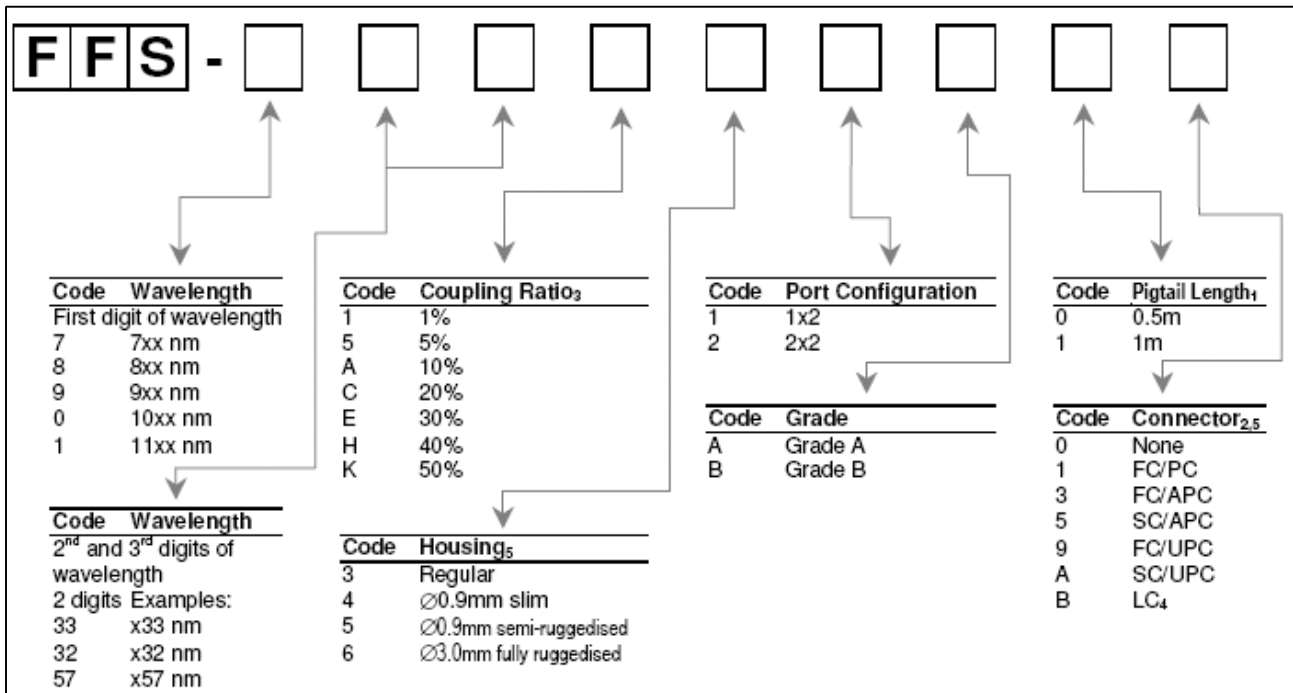 FFS -
Code Wavelength
First digit of wavelength
7 7xx nm
8 8xx nm
9 9xx nm
0 10xx nm
1 11xx nm
Code Wavelength
2nd and 3rd digits of
wavelength
2 digits Examples:
33 x33 nm
32 x32 nm
57 x57 nm
Code Coupling Ratio3
1 1%
5 5%
A 10%
C 20%
E 30%
H 40%
K 50%
Code Housing5
3 Regular
4 ∅0.9mm slim
5 ∅0.9mm semi-ruggedised
6 ∅3.0mm fully ruggedised
Code Port Configuration
1 1x2
2 2x2
Code Grade
A Grade A
B Grade B
Code Pigtail Length1
0 0.5m
1 1m
Code Connector2,5
0 None
1 FC/PC
3 FC/APC
5 SC/APC
9 FC/UPC
A SC/UPC
B LC4